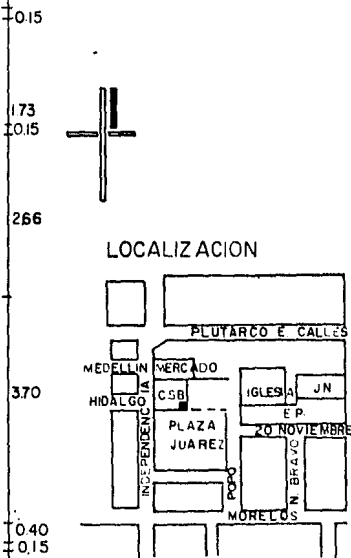 0.15
1.73
0.15
2.66
LOCALIZACION
PLUTARCO E. CALLES
MEDELLIN MERCADO
3.70
HIDALGO
CSB
IGLESIA
JN
E.P.
20 NOVIEMBRE
PLAZA
JUAREZ
INDEPENDENCIA
POPO
N. BRAVO
MORELOS
0.40
0.15